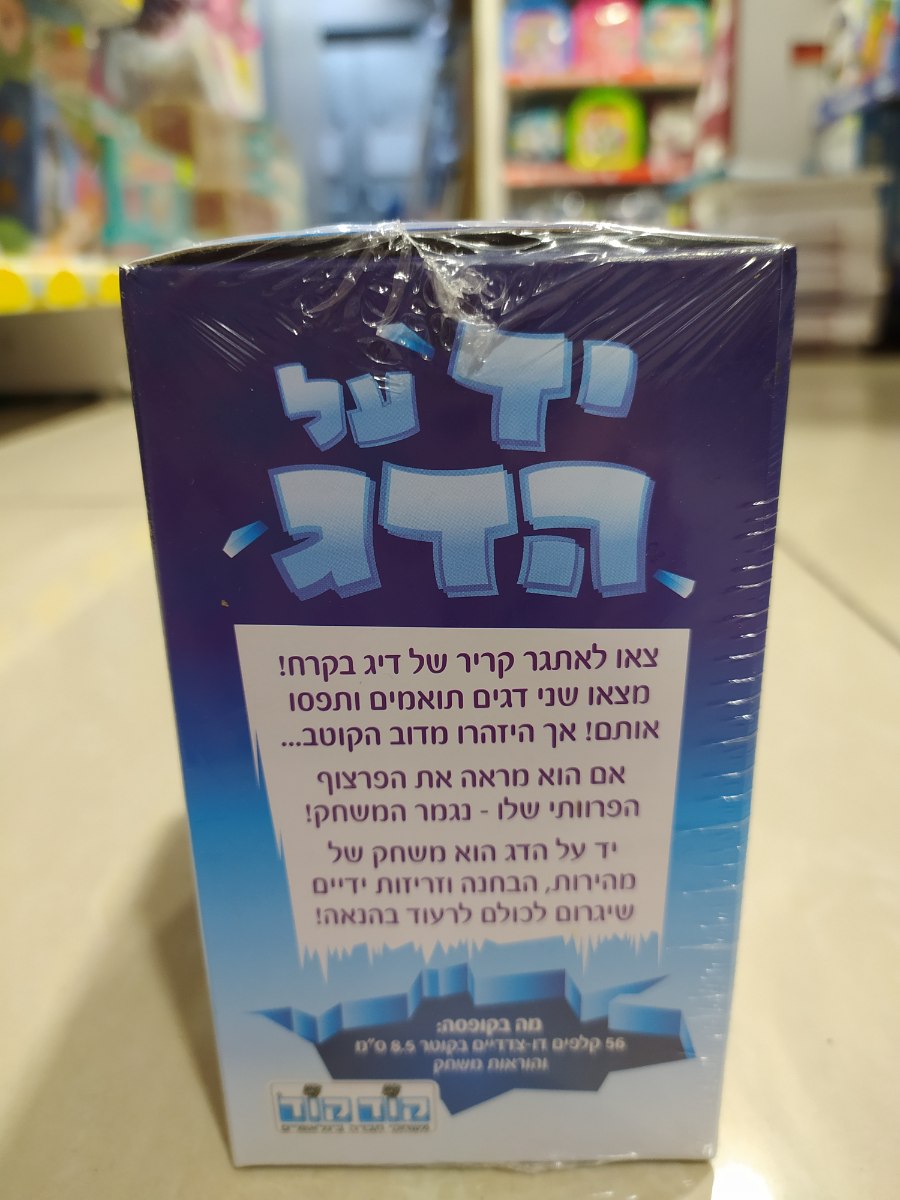 יד על
הדג
צאו לאתגר קריר של דיג בקרח!
מצאו שני דגים תואמים ותפסו
אותם! אך היזהרו מדוב הקוטב...
אם הוא מראה את הפרצוף
הפרוותי שלו - נגמר המשחק!
יד על הדג הוא משחק של
מהירות, הבחנה וזריזות ידיים
שיגרום לכולם לרעוד בהנאה!
מה בקופסה:
56 קלפים דו-צדדיים בקוטר 8.5 ס"מ
והוראות משחק